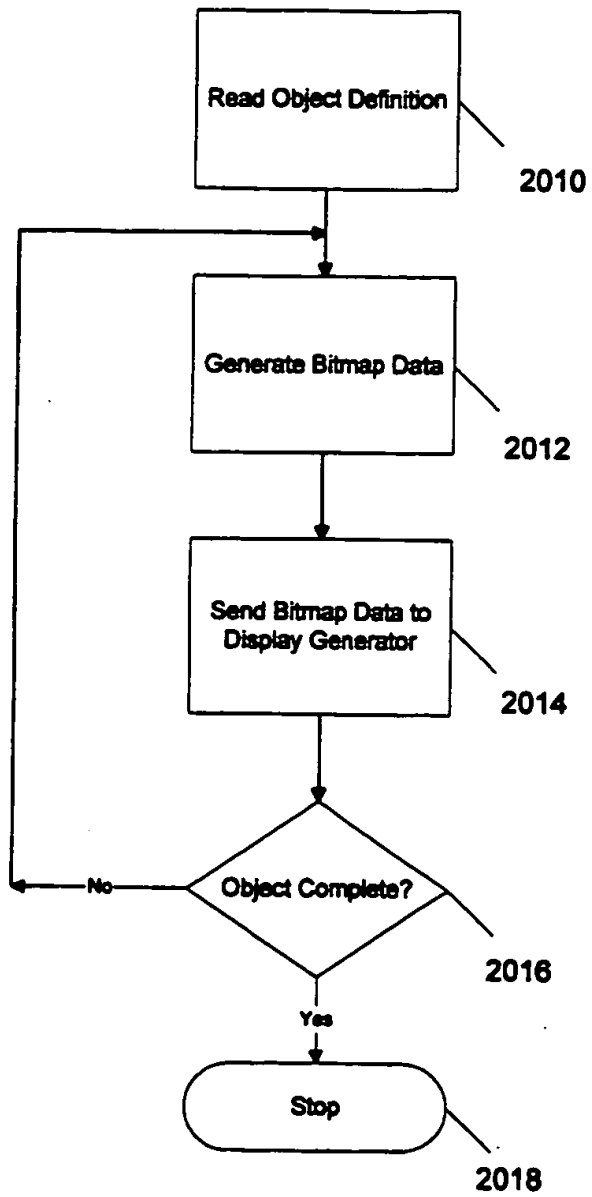 Read Object Definition
2010
Generate Bitmap Data
2012
Send Bitmap Data to
Display Generator
2014
Object Complete?
No
2016
Yes
Stop
2018